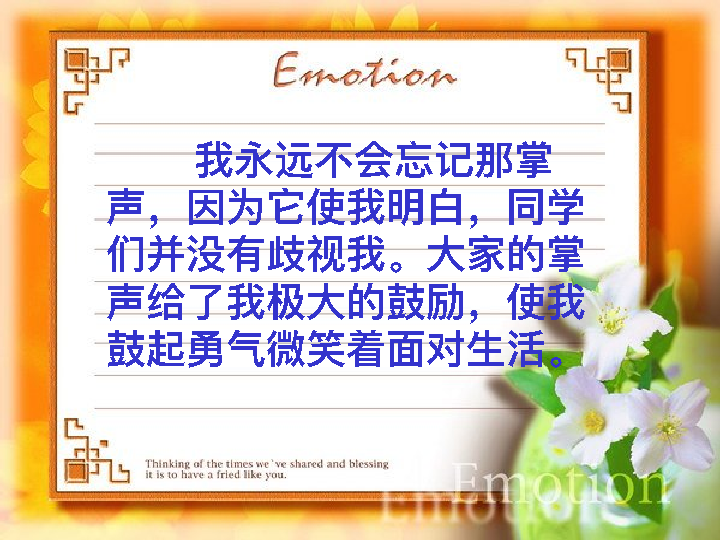 Emotion
我永远不会忘记那掌
声，因为它使我明白，同学
们并没有歧视我。大家的掌
声给了我极大的鼓励，使我
鼓起勇气微笑着面对生活。
Thinking of the times we`ve shared and blessing
it is to have a fried like you.
Emotion
Emotion